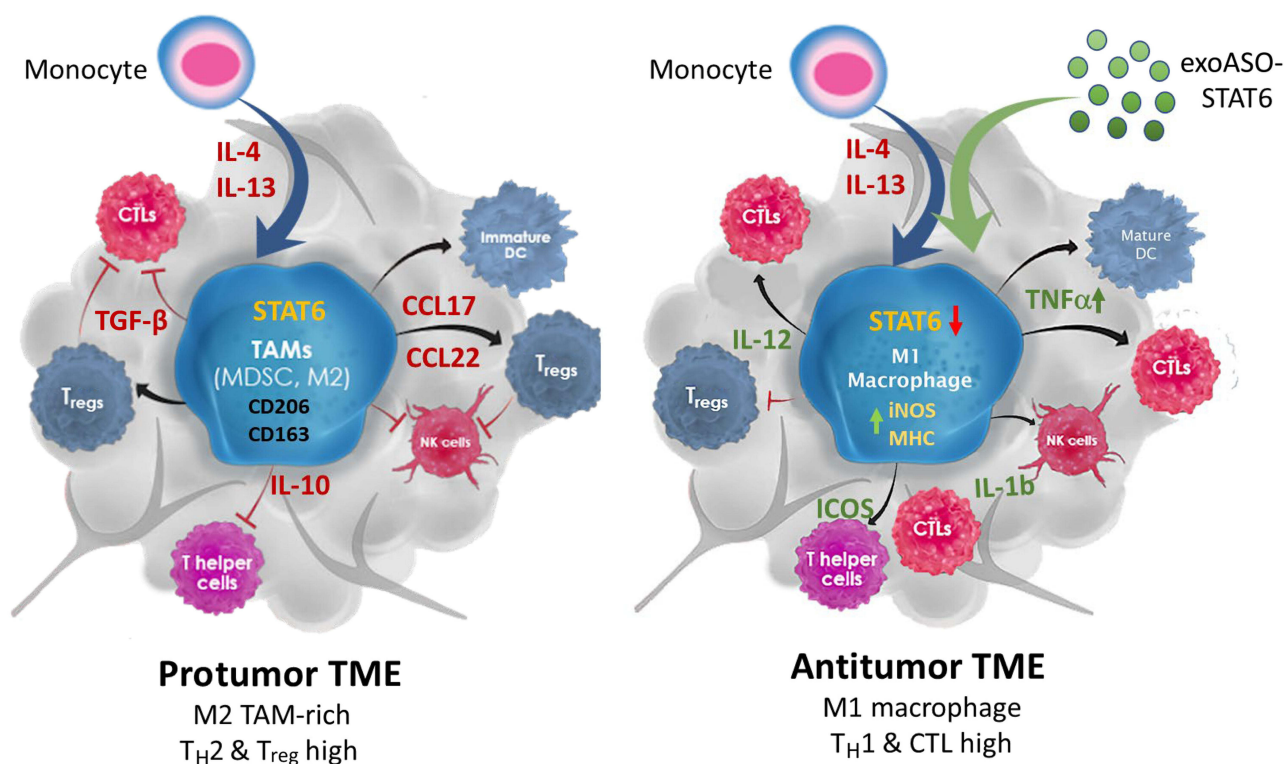 Monocyte
IL-4
IL-13
CTLs
Immature
DC
TGF-β
STAT6
TAMs
(MDSC, M2)
CD206
CD163
CCL17
CCL22
Tregs
Tregs
NK cells
IL-10
T helper
cells
Protumor TME
M2 TAM-rich
TH2 & Treg high
Monocyte
exoASO-
STAT6
IL-4
IL-13
CTLs
Mature
DC
TNFα
IL-12
STAT6
M1
Macrophage
iNOS
MHC
CTLs
Tregs
NK cells
IL-1b
ICOS
CTLs
T helper
cells
Antitumor TME
M1 macrophage
TH1 & CTL high